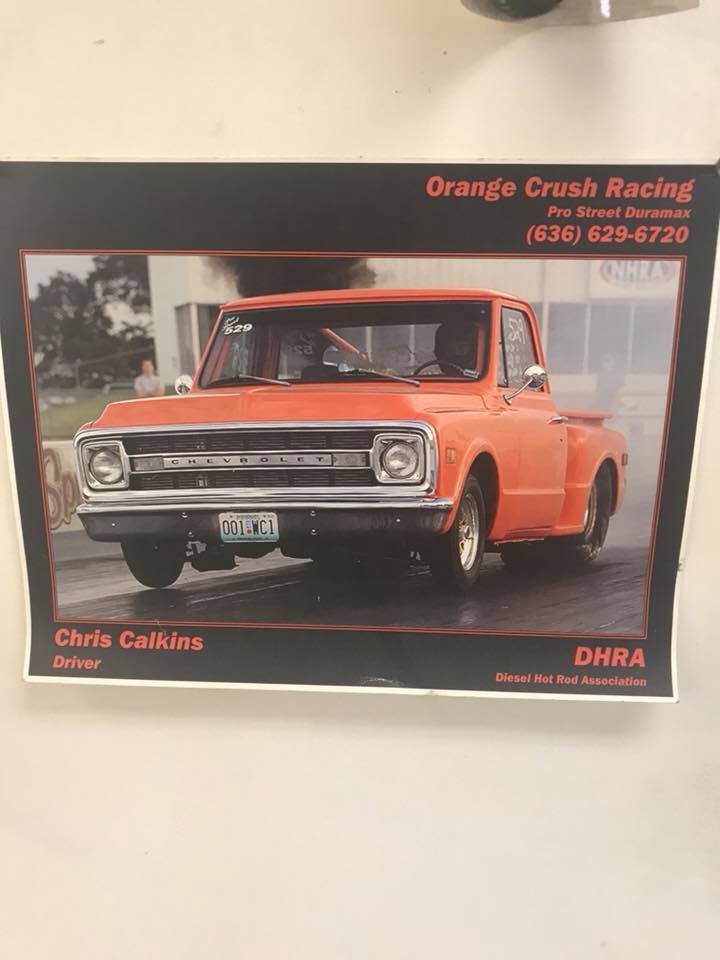 Orange Crush Racing
Pro Street Duramax
(636) 629-6720
NHRA
529
CHEVROLET
001 WC1
Chris Calkins
Driver
DHRA
Diesel Hot Rod Association